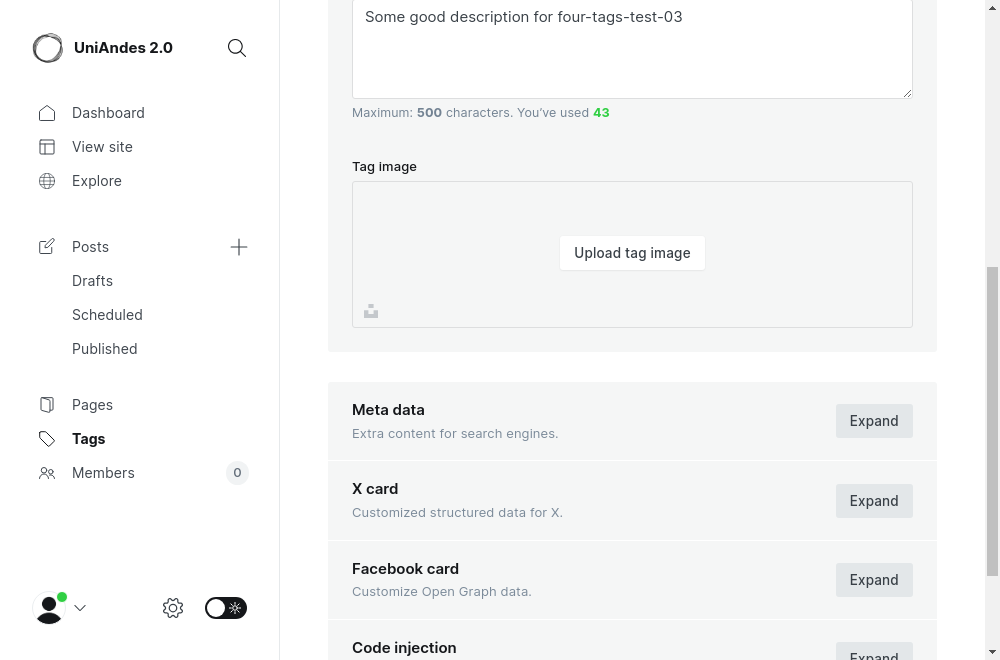 UniAndes 2.0
Dashboard
View site
Explore
Posts
Drafts
Scheduled
Published
Pages
Tags
Members
0
Some good description for four-tags-test-03
Maximum: 500 characters. You’ve used 43
Tag image
Upload tag image
Meta data
Extra content for search engines.
Expand
X card
Customized structured data for X.
Expand
Facebook card
Customize Open Graph data.
Expand
Code injection
Expand